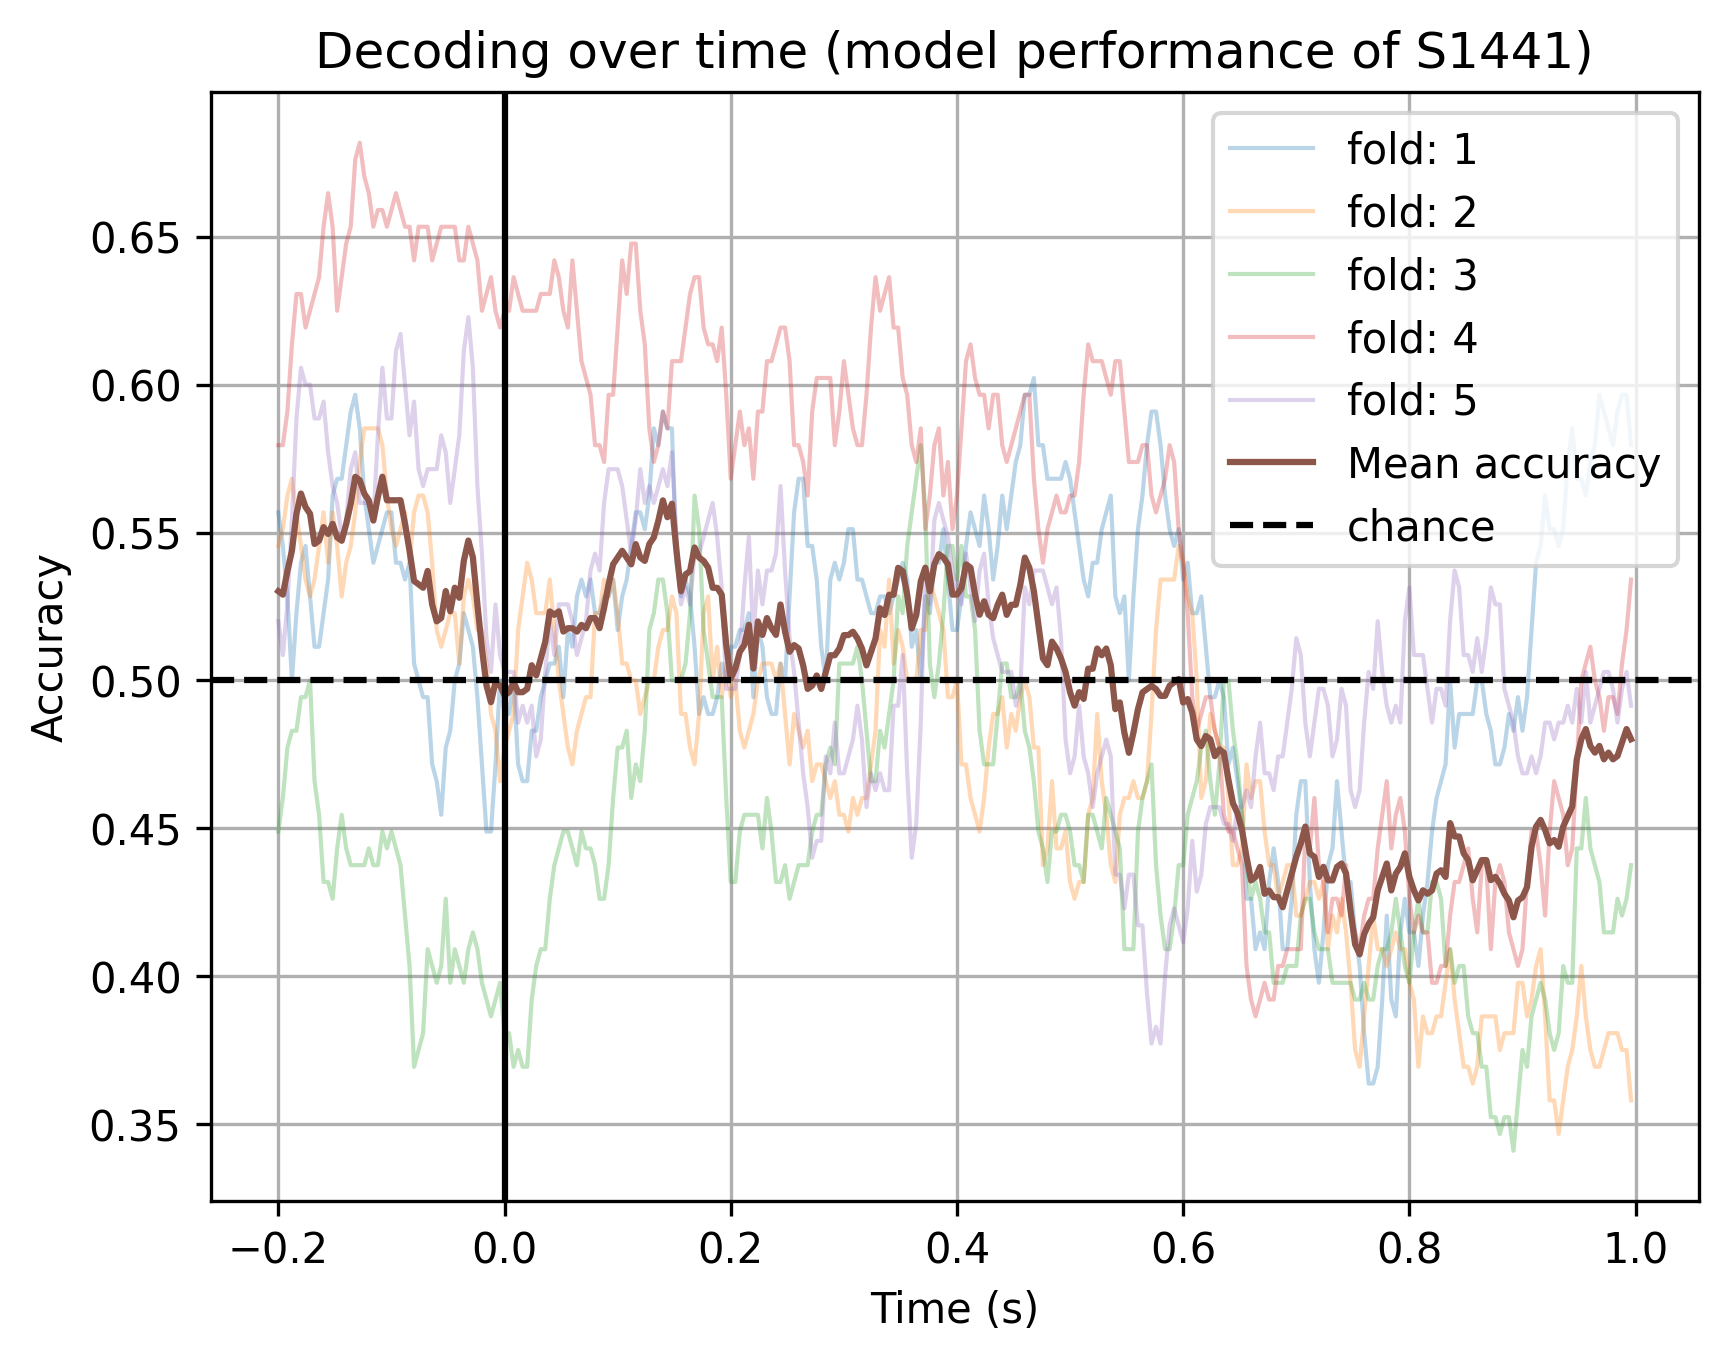 Decoding over time (model performance of S1441)
fold: 1
fold: 2
fold: 3
fold: 4
fold: 5
Mean accuracy
chance
Accuracy
0.65
0.60
0.55
0.50
0.45
0.40
0.35
−0.2 0.0 0.2 0.4 0.6 0.8 1.0
Time (s)